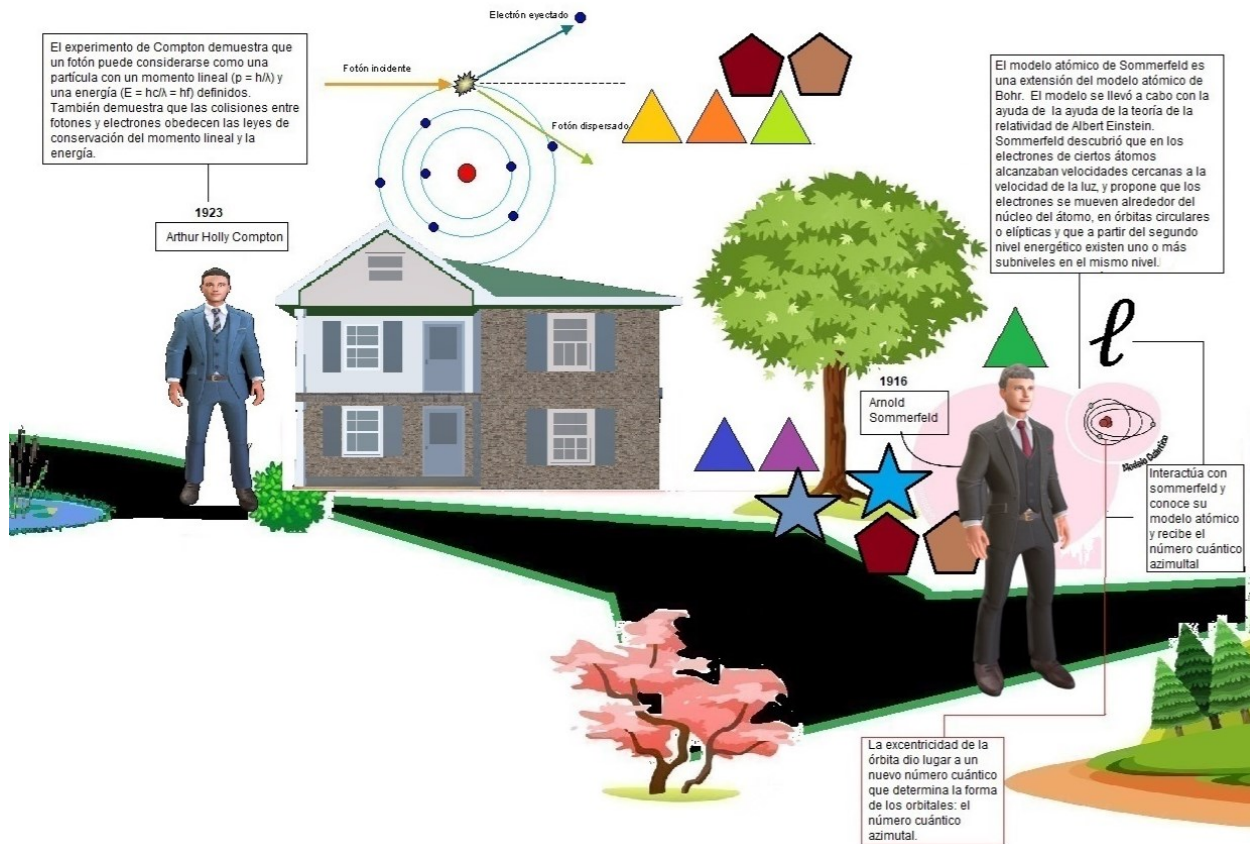 Electrón eyectado
Fotón incidente
Fotón dispersado
El experimento de Compton demuestra que
un fotón puede considerarse como una
partícula con un momento lineal (p = h/λ) y
una energía (E = hc/λ = hf) definidos.
También demuestra que las colisiones entre
fotones y electrones obedecen las leyes de
conservación del momento lineal y la
energía.
1923
Arthur Holly Compton
El modelo atómico de Sommerfeld es
una extensión del modelo atómico de
Bohr. El modelo se llevó a cabo con la
ayuda de la ayuda de la teoría de la
relatividad de Albert Einstein.
Sommerfeld descubrió que en los
electrones de ciertos átomos
alcanzaban velocidades cercanas a la
velocidad de la luz, y propone que los
electrones se mueven alrededor del
núcleo del átomo, en órbitas circulares
o elípticas y que a partir del segundo
nivel energético existen uno o más
subniveles en el mismo nivel.
ℓ
1916
Arnold
Sommerfeld
Modelo
Interactúa con
sommerfeld y
conoce su
modelo atómico
y recibe el
número cuántico
azimultal
La excentricidad de la
órbita dio lugar a un
nuevo número cuántico
que determina la forma
de los orbitales: el
número cuántico
azimutal.